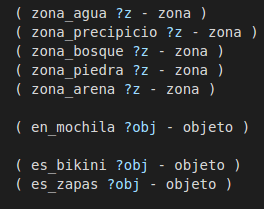 ( zona_agua ?z - zona )
( zona_precipicio ?z - zona )
( zona_bosque ?z - zona )
( zona_piedra ?z - zona )
( zona_arena ?z - zona )
( en_mochila ?obj - objeto )
( es_bikini ?obj - objeto )
( es_zapas ?obj - objeto )